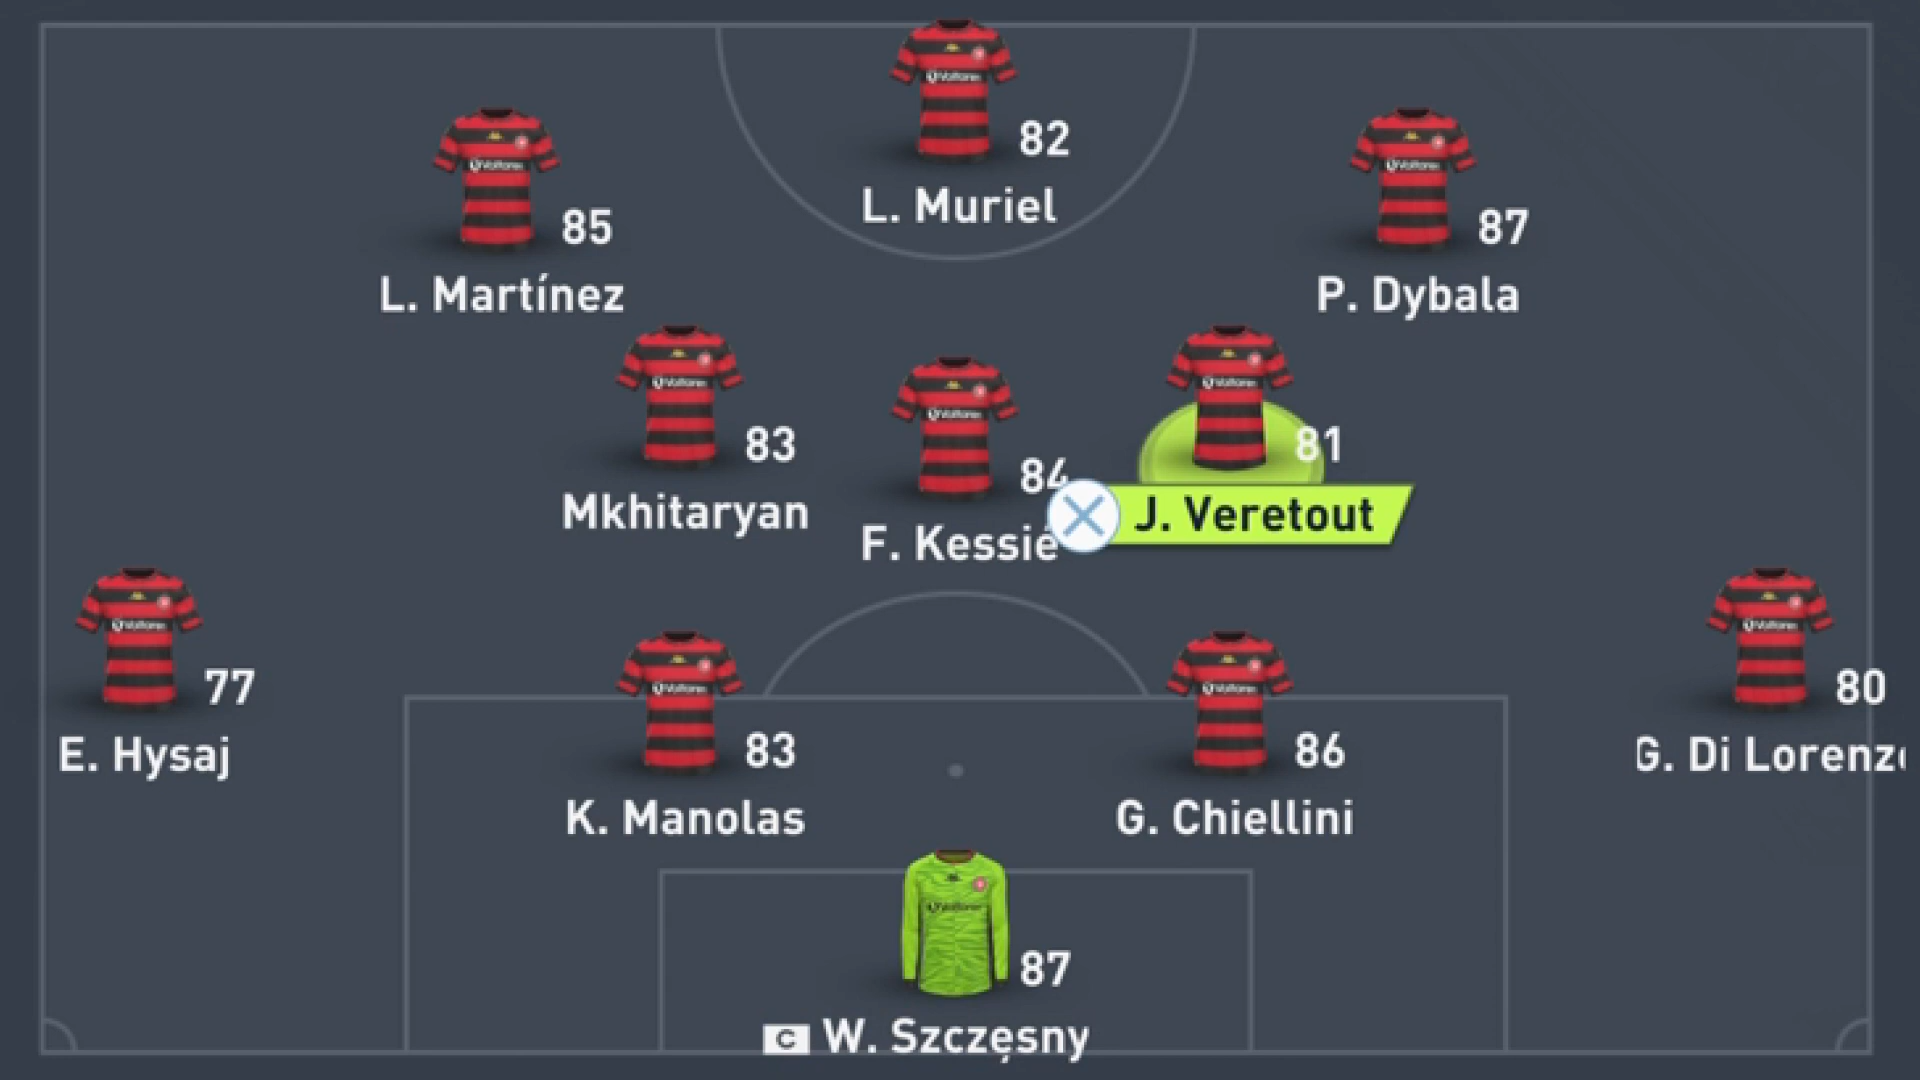 82
L. Muriel
85
L. Martínez
87
P. Dybala
83
Mkhitaryan
84
F. Kessié
81
J. Veretout
77
E. Hysaj
83
K. Manolas
86
G. Chiellini
80
G. Di Lorenz
87
C W. Szczęsny